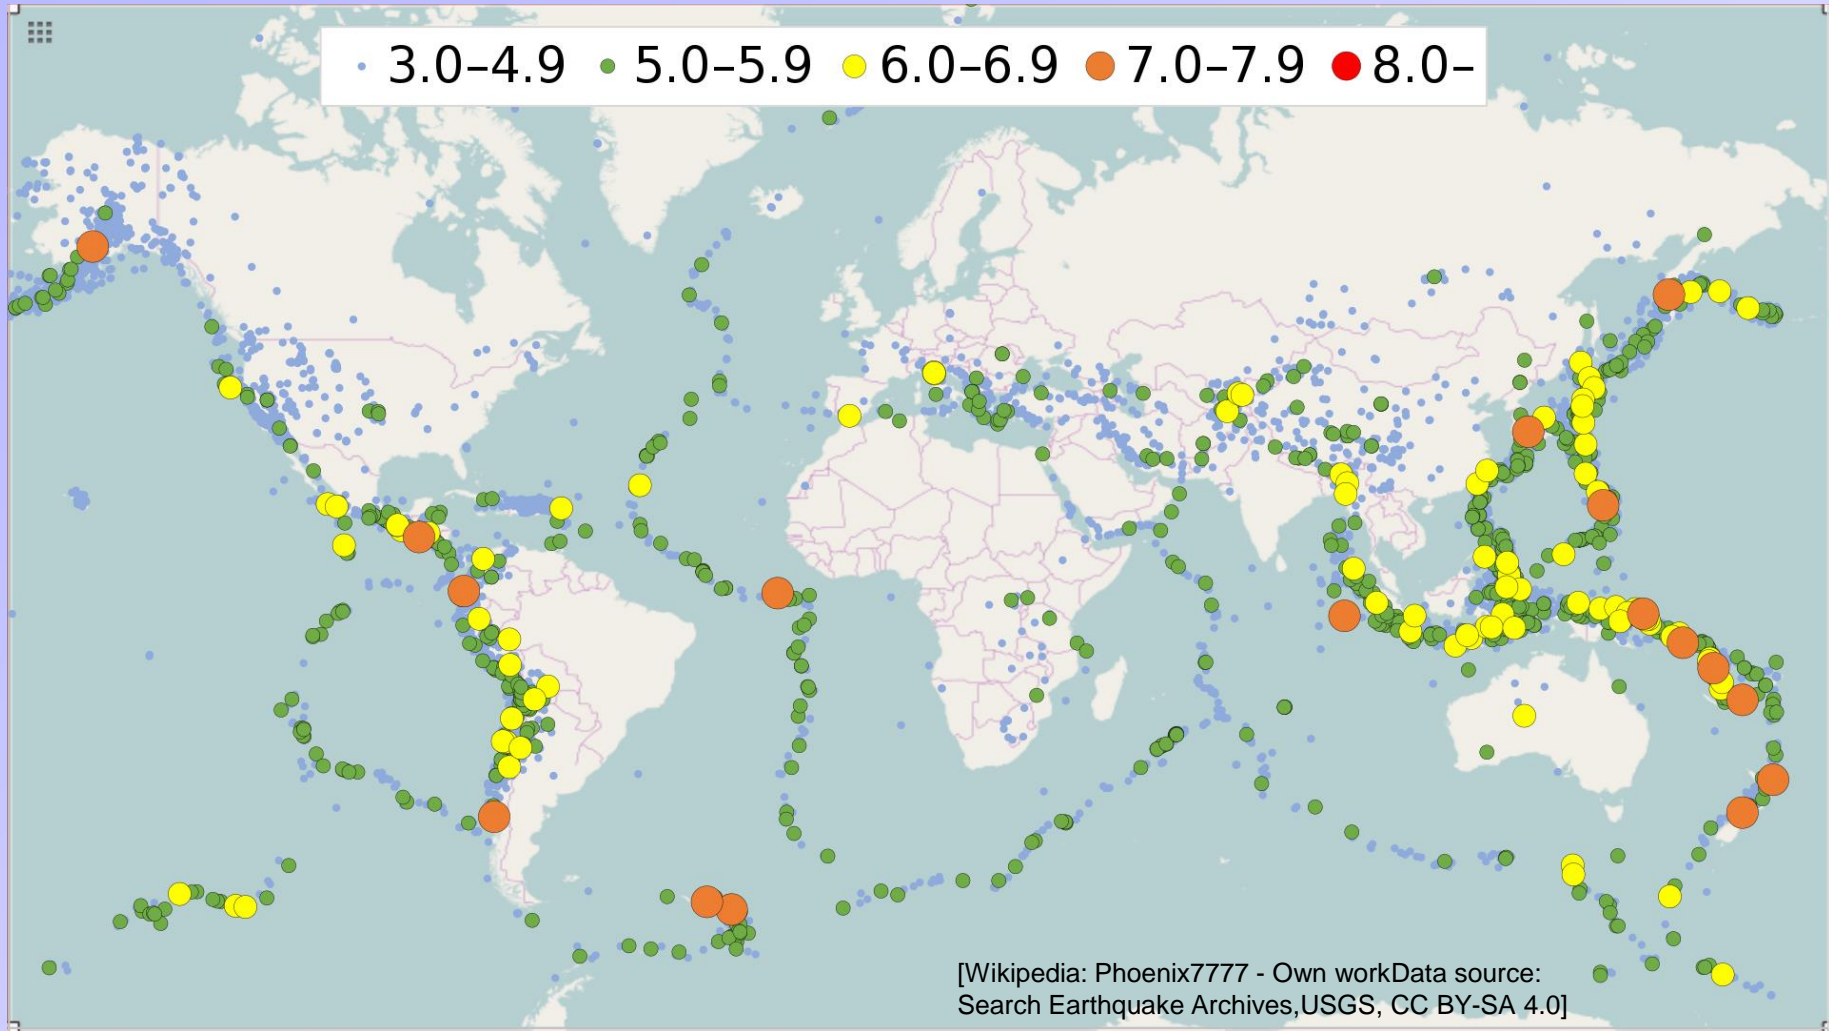 3.0–4.9 5.0–5.9 6.0–6.9 7.0–7.9 8.0–
[Wikipedia: Phoenix7777 - Own workData source:
Search Earthquake Archives,USGS, CC BY-SA 4.0]